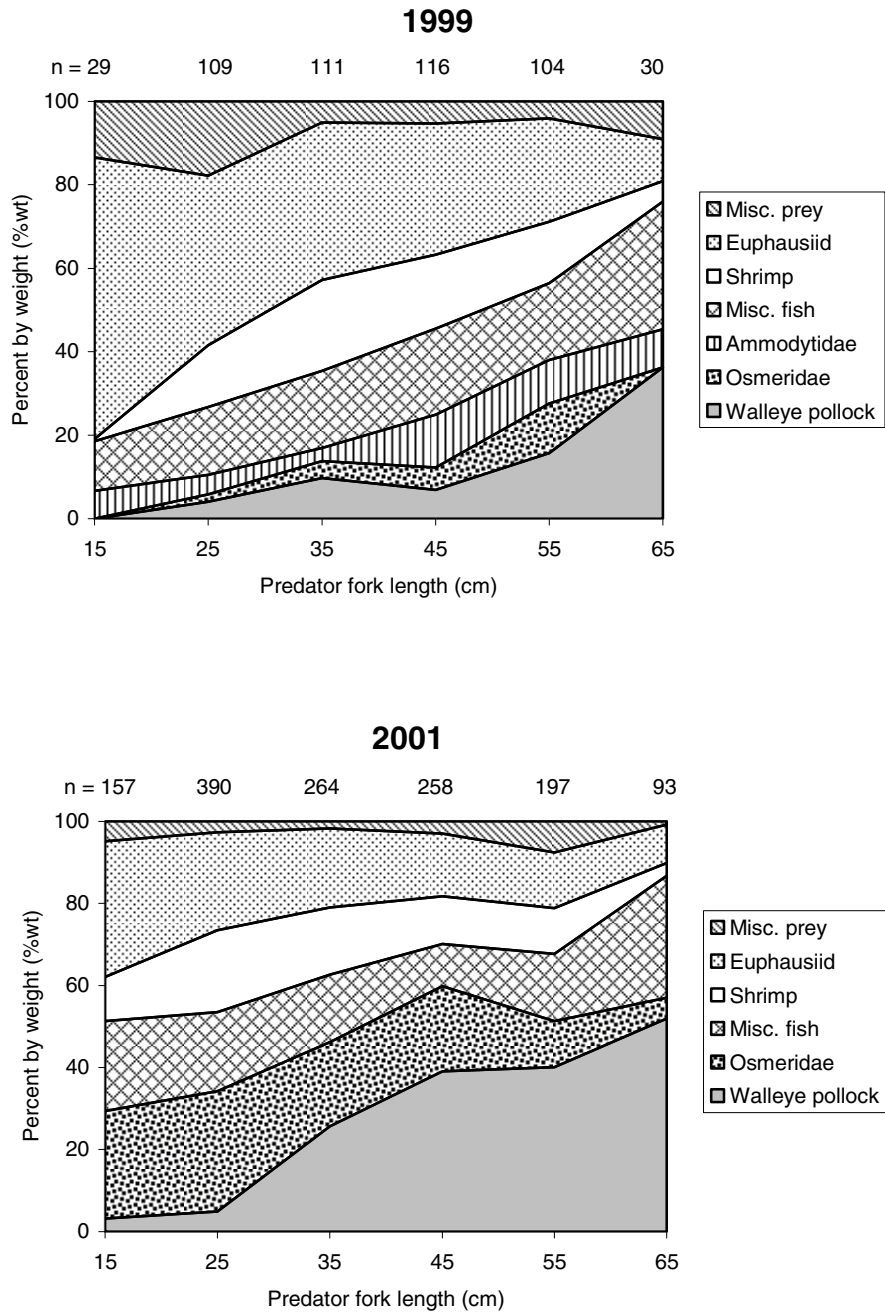 1999
n = 29 109 111 116 104 30
100
80
60
40
20
0
Percent by weight (%wt)
15 25 35 45 55 65
Predator fork length (cm)
Misc. prey
Euphausiid
Shrimp
Misc. fish
Ammodytidae
Osmeridae
Walleye pollock
2001
n = 157 390 264 258 197 93
100
80
60
40
20
0
Percent by weight (%wt)
15 25 35 45 55 65
Predator fork length (cm)
Misc. prey
Euphausiid
Shrimp
Misc. fish
Osmeridae
Walleye pollock